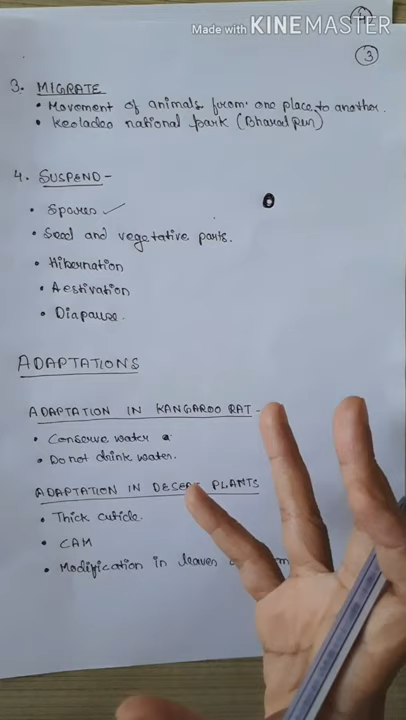 Made with KINEMASTER
3
3. MIGRATE
• Movement of animals from one place to another.
• Keoladeo national park (Bharatpur)
4. SUSPEND -
• Spores ✓
• Seed and vegetative parts.
• Hibernation
• Aestivation
• Diapause.
ADAPTATIONS
ADAPTATION IN KANGAROO RAT -
• Conserve water
• Do not drink water.
ADAPTATION IN DESERT PLANTS
• Thick cuticle.
• CAM
• Modification in leaves